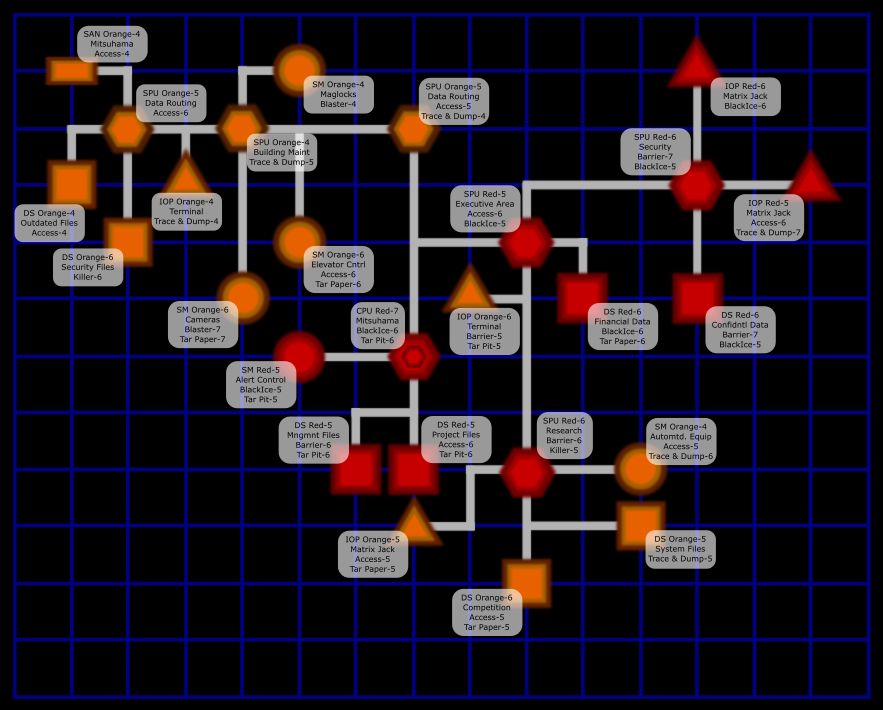 SAN Orange-4
Mitsuhama
Access-4
SPU Orange-5
Data Routing
Access-6
SM Orange-4
Maglocks
Blaster-4
SPU Orange-5
Data Routing
Access-5
Trace & Dump-4
IOP Red-6
Matrix Jack
BlackIce-6
SPU Orange-4
Building Maint
Trace & Dump-5
SPU Red-6
Security
Barrier-7
BlackIce-5
DS Orange-4
Outdated Files
Access-4
IOP Orange-4
Terminal
Trace & Dump-4
SPU Red-5
Executive Area
Access-6
BlackIce-5
IOP Red-5
Matrix Jack
Access-6
Trace & Dump-7
DS Orange-6
Security Files
Killer-6
SM Orange-6
Elevator Cntrl
Access-6
Tar Paper-6
SM Orange-6
Cameras
Blaster-7
Tar Paper-7
CPU Red-7
Mitsuhama
BlackIce-6
Tar Pit-6
IOP Orange-6
Terminal
Barrier-5
Tar Pit-5
DS Red-6
Financial Data
BlackIce-6
Tar Paper-6
DS Red-6
Confidntl Data
Barrier-7
BlackIce-5
SM Red-5
Alert Control
BlackIce-5
Tar Pit-5
DS Red-5
Mngmnt Files
Barrier-6
Tar Pit-6
DS Red-5
Project Files
Access-6
Tar Pit-6
SPU Red-6
Research
Barrier-6
Killer-5
SM Orange-4
Automtd. Equip
Access-5
Trace & Dump-6
IOP Orange-5
Matrix Jack
Access-5
Tar Paper-5
DS Orange-5
System Files
Trace & Dump-5
DS Orange-6
Competition
Access-5
Tar Paper-5